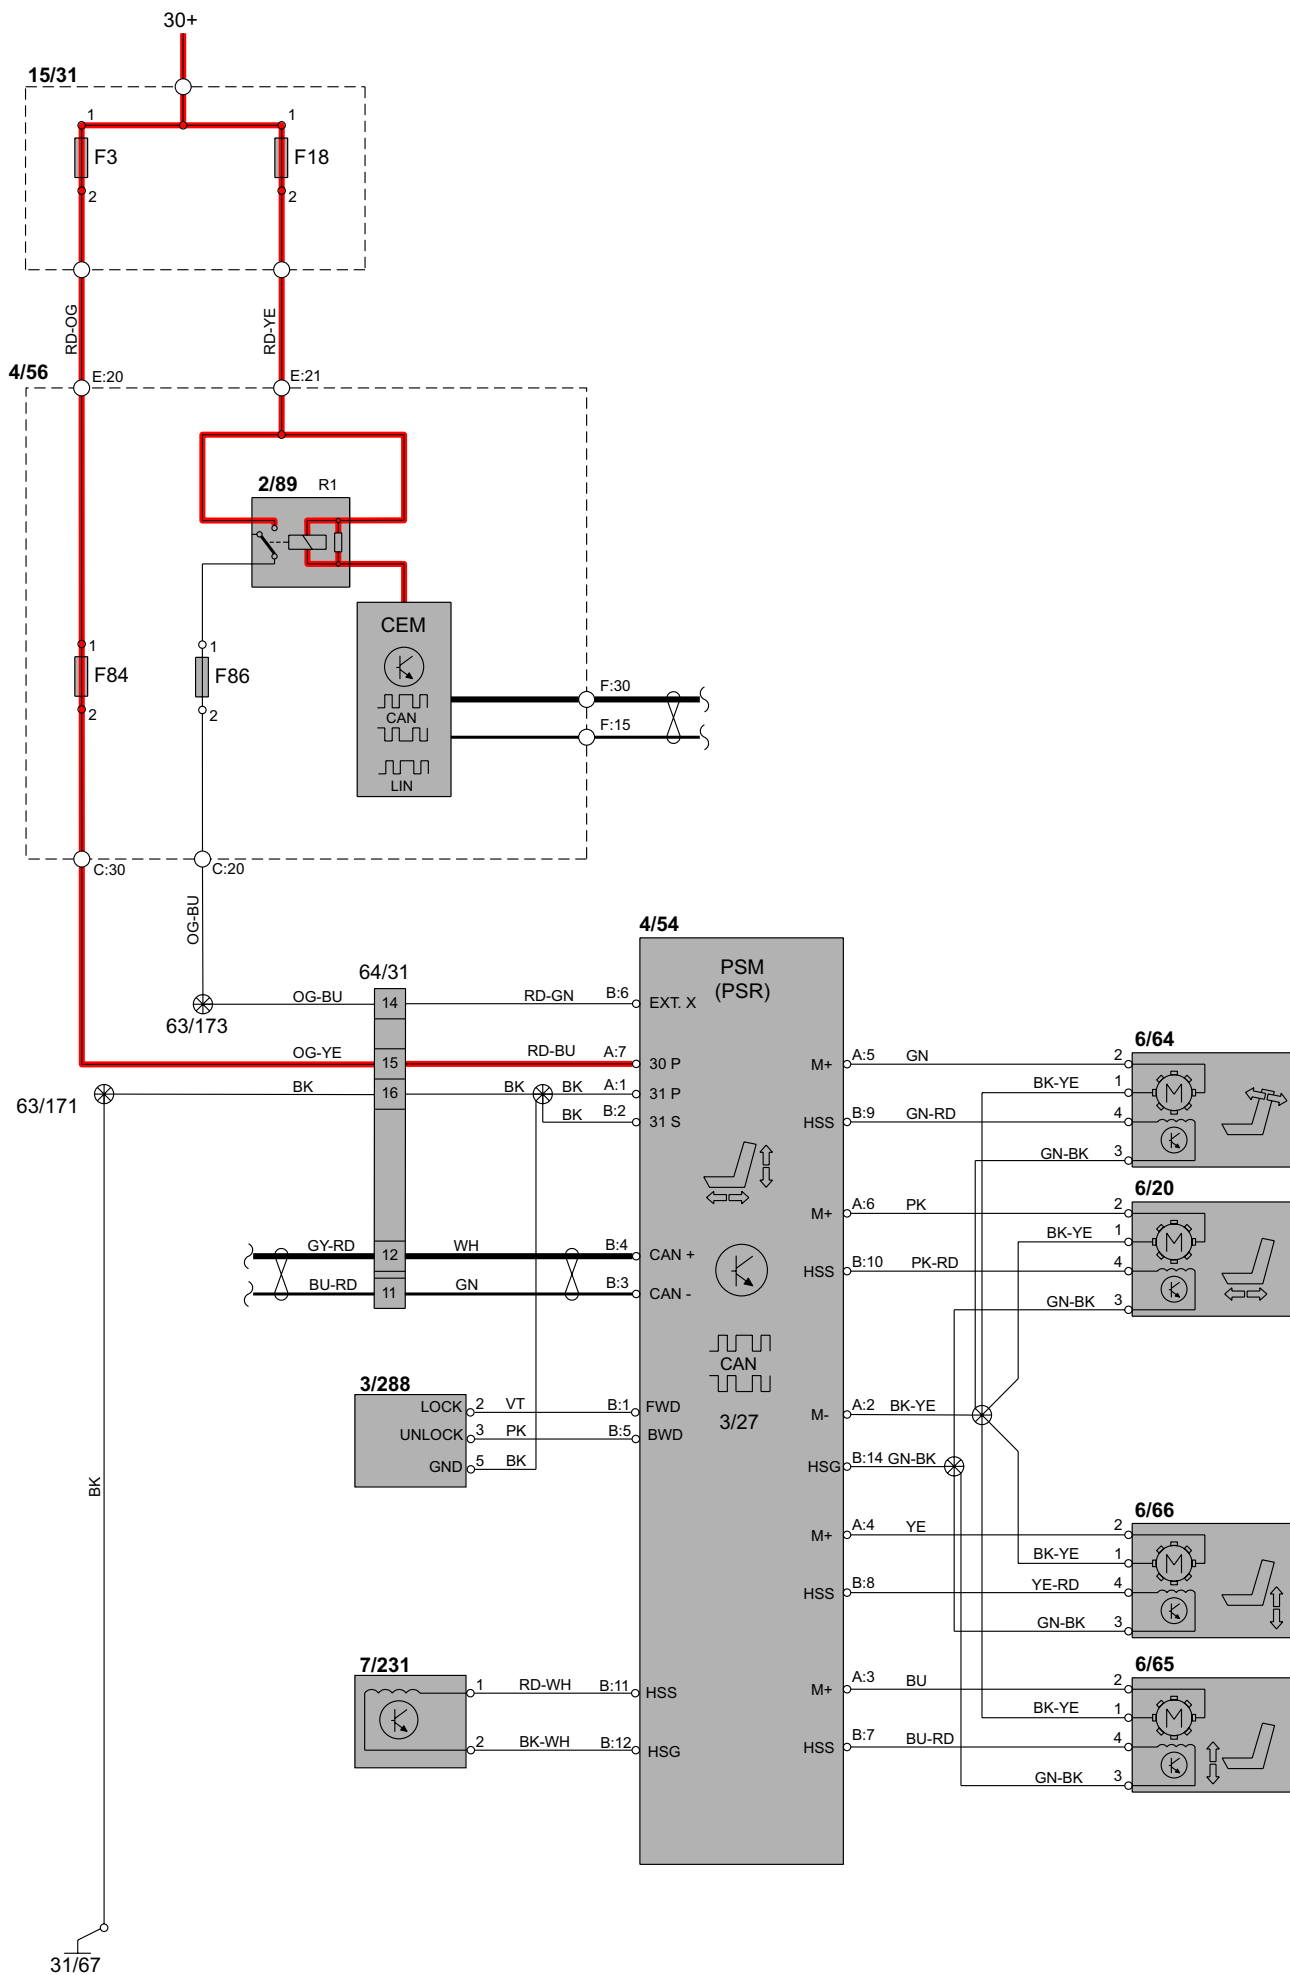 30+
15/31
1 1
F3 F18
2 2
RD-OG RD-YE
4/56 E:20 E:21
2/89 R1
CEM
1 1
F84 F86
2 2
CAN
LIN
F:30
F:15
C:30 C:20
OG-BU
63/173
4/54
PSM
(PSR)
64/31
OG-BU 14 RD-GN B:6 EXT. X
OG-YE 15 RD-BU A:7 30 P
63/171 BK 16 BK BK A:1 31 P
BK B:2 31 S
GY-RD 12 WH B:4 CAN +
BU-RD 11 GN B:3 CAN -
CAN
3/27
3/288
LOCK 2 VT B:1 FWD
UNLOCK 3 PK B:5 BWD
GND 5 BK
BK
7/231
1 RD-WH B:11 HSS
2 BK-WH B:12 HSG
31/67
6/64
M+ A:5 GN 2
BK-YE 1 M
HSS B:9 GN-RD 4
GN-BK 3
6/20
M+ A:6 PK 2
BK-YE 1 M
HSS B:10 PK-RD 4
GN-BK 3
M- A:2 BK-YE
HSG B:14 GN-BK
6/66
M+ A:4 YE 2
BK-YE 1 M
HSS B:8 YE-RD 4
GN-BK 3
6/65
M+ A:3 BU 2
BK-YE 1 M
HSS B:7 BU-RD 4
GN-BK 3